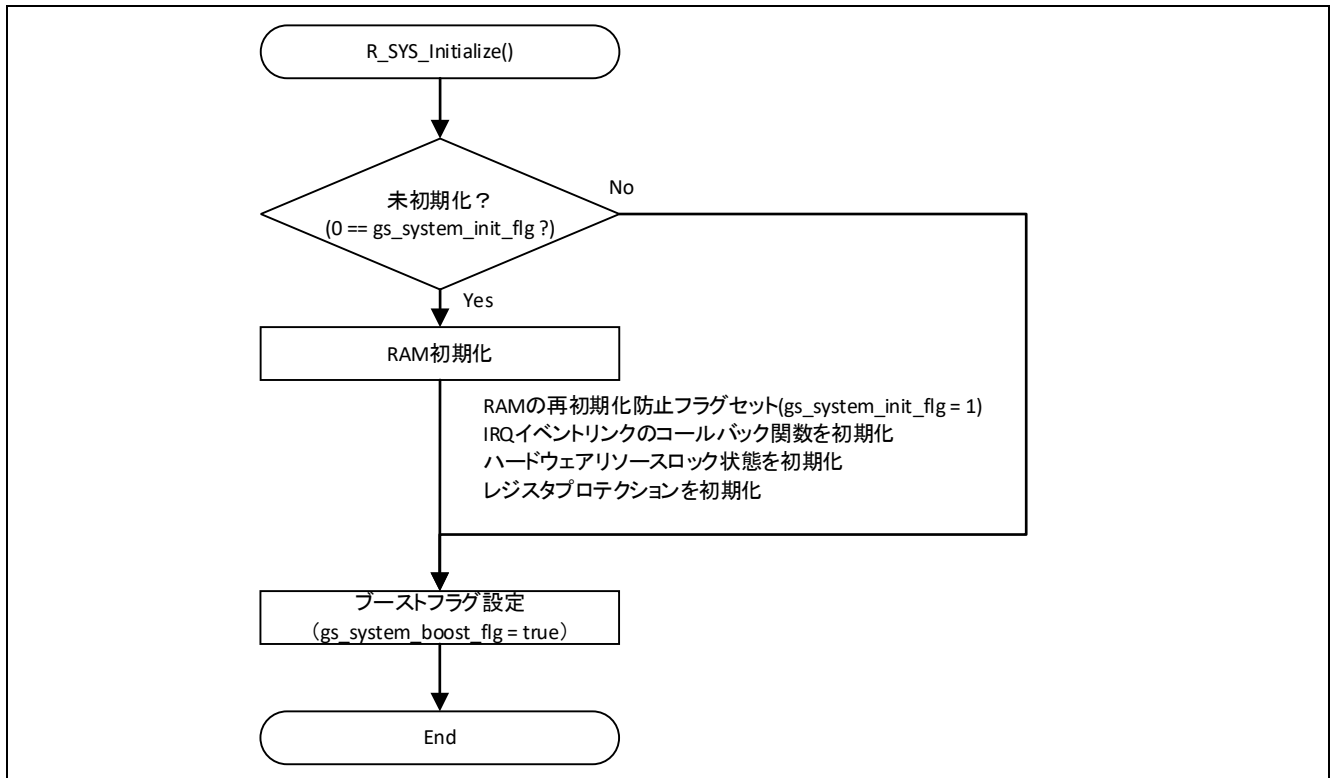 R_SYS_Initialize()
未初期化？
(0 == gs_system_init_flg ?)
No
Yes
RAM初期化
RAMの再初期化防止フラグセット(gs_system_init_flg = 1)
IRQイベントリンクのコールバック関数を初期化
ハードウェアリソースロック状態を初期化
レジスタプロテクションを初期化
ブーストフラグ設定
（gs_system_boost_flg = true）
End